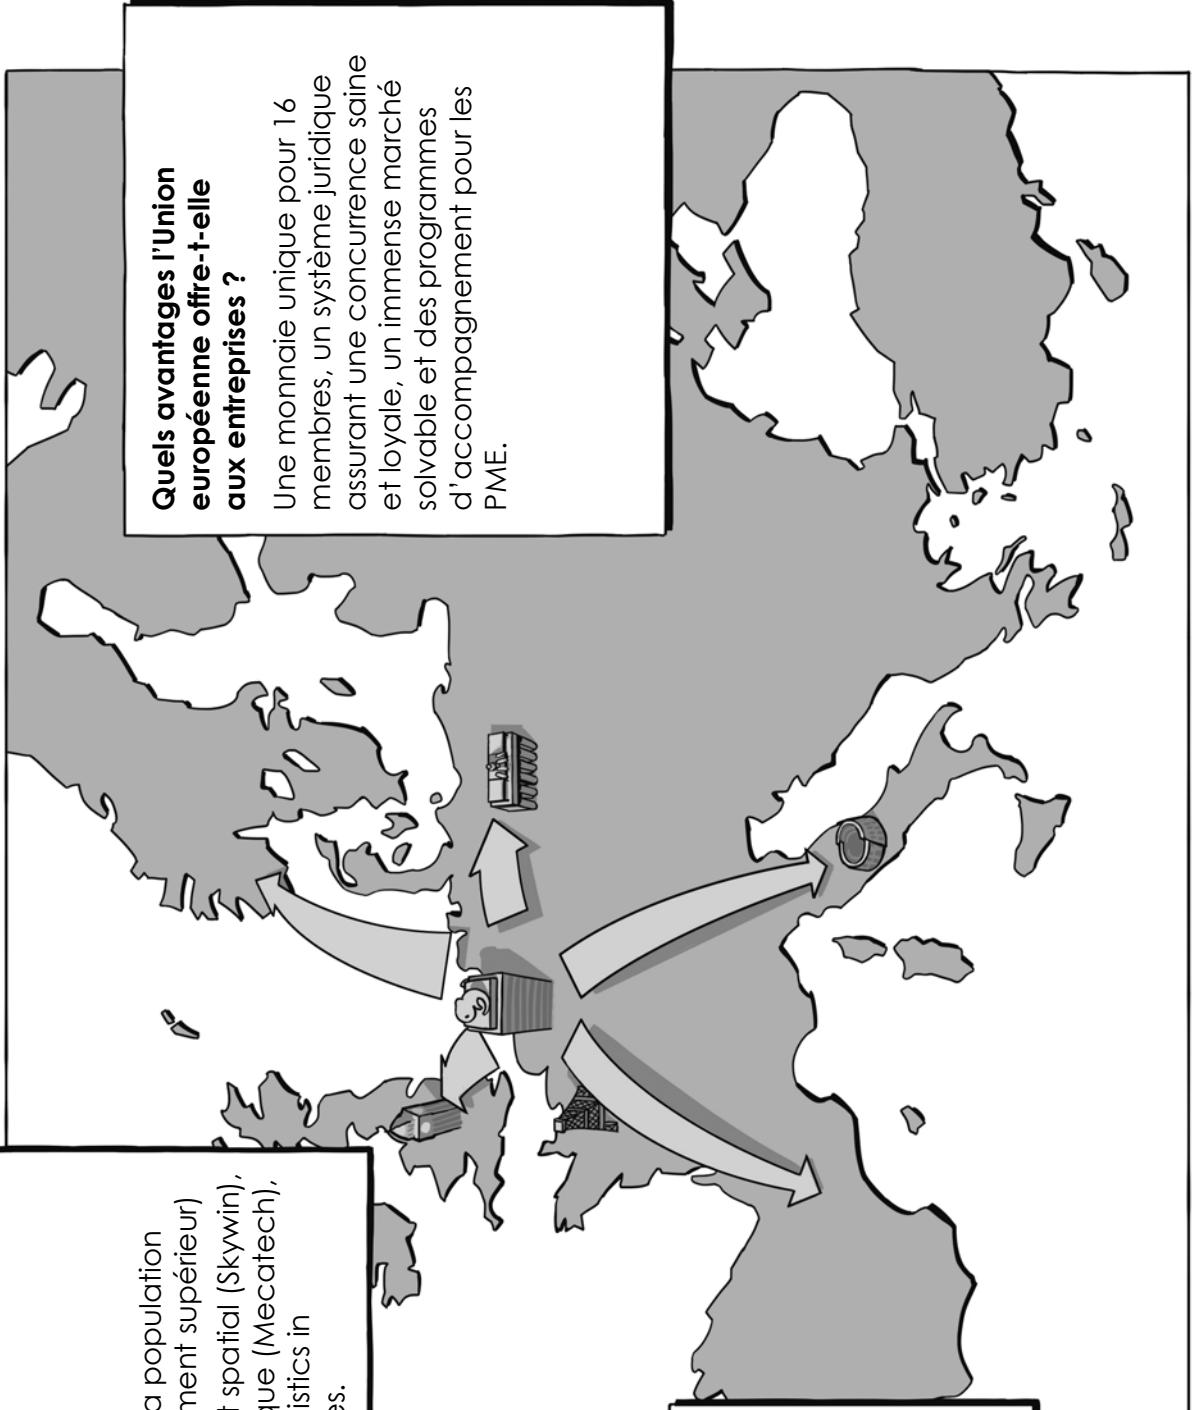 Quels avantages l'Union
européenne offre-t-elle
aux entreprises ?
Une monnaie unique pour 16
membres, un système juridique
assurant une concurrence saine
et loyale, un immense marché
solvable et des programmes
d'accompagnement pour les
PME.
a population
ment supérieur)
t spatial (Skywin),
que (Mecatech),
istics in
es.